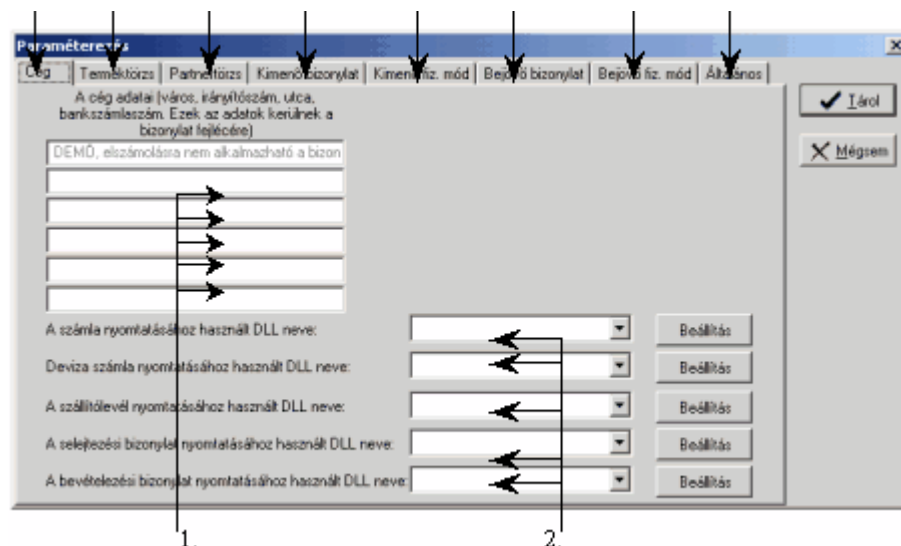 Paraméterezés
Cég Terméktörzs Partnertörzs Kimenő bizonylat Kimenő fiz. mód Bejövő bizonylat Bejövő fiz. mód Általános
A cég adatai (város, irányítószám, utca,
bankszámlaszám. Ezek az adatok kerülnek a
bizonylat fejlécére)
Tárol
DEMÓ, elszámolásra nem alkalmazható a bizon
Mégsem
A számla nyomtatásához használt DLL neve: Beállítás
Deviza számla nyomtatásához használt DLL neve: Beállítás
A szállítólevél nyomtatásához használt DLL neve: Beállítás
A selejtezési bizonylat nyomtatásához használt DLL neve: Beállítás
A bevételezési bizonylat nyomtatásához használt DLL neve: Beállítás
1. 2.